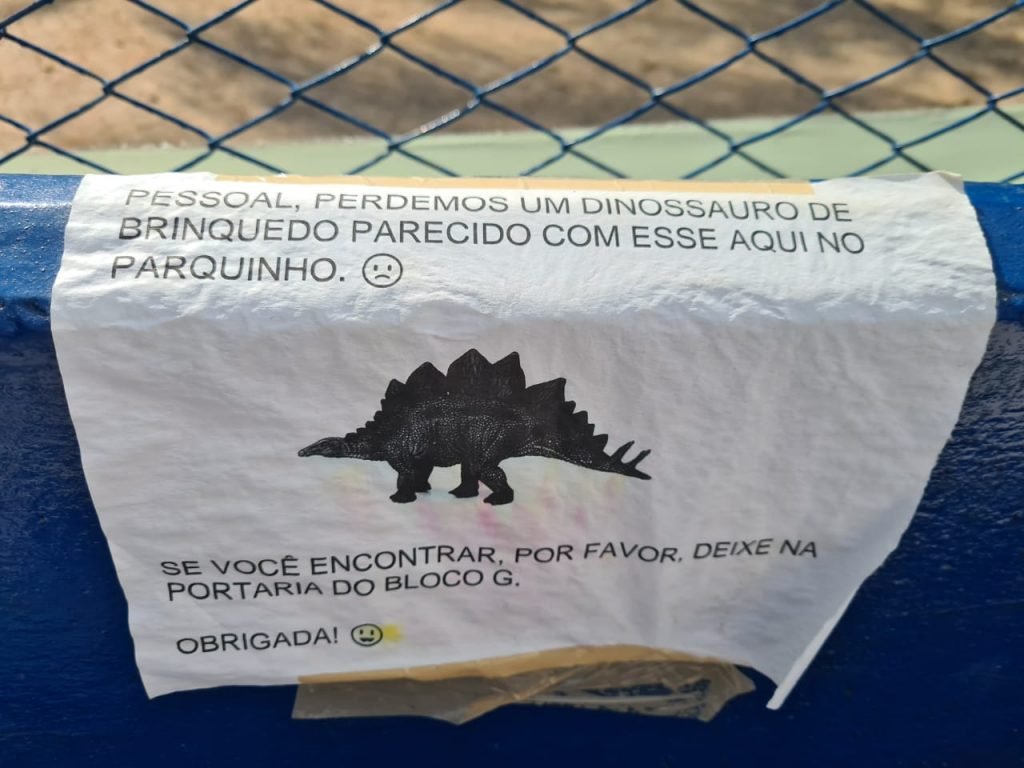 PESSOAL, PERDEMOS UM DINOSSAURO DE
BRINQUEDO PARECIDO COM ESSE AQUI NO
PARQUINHO. ☹
SE VOCÊ ENCONTRAR, POR FAVOR, DEIXE NA
PORTARIA DO BLOCO G.
OBRIGADA! 😀